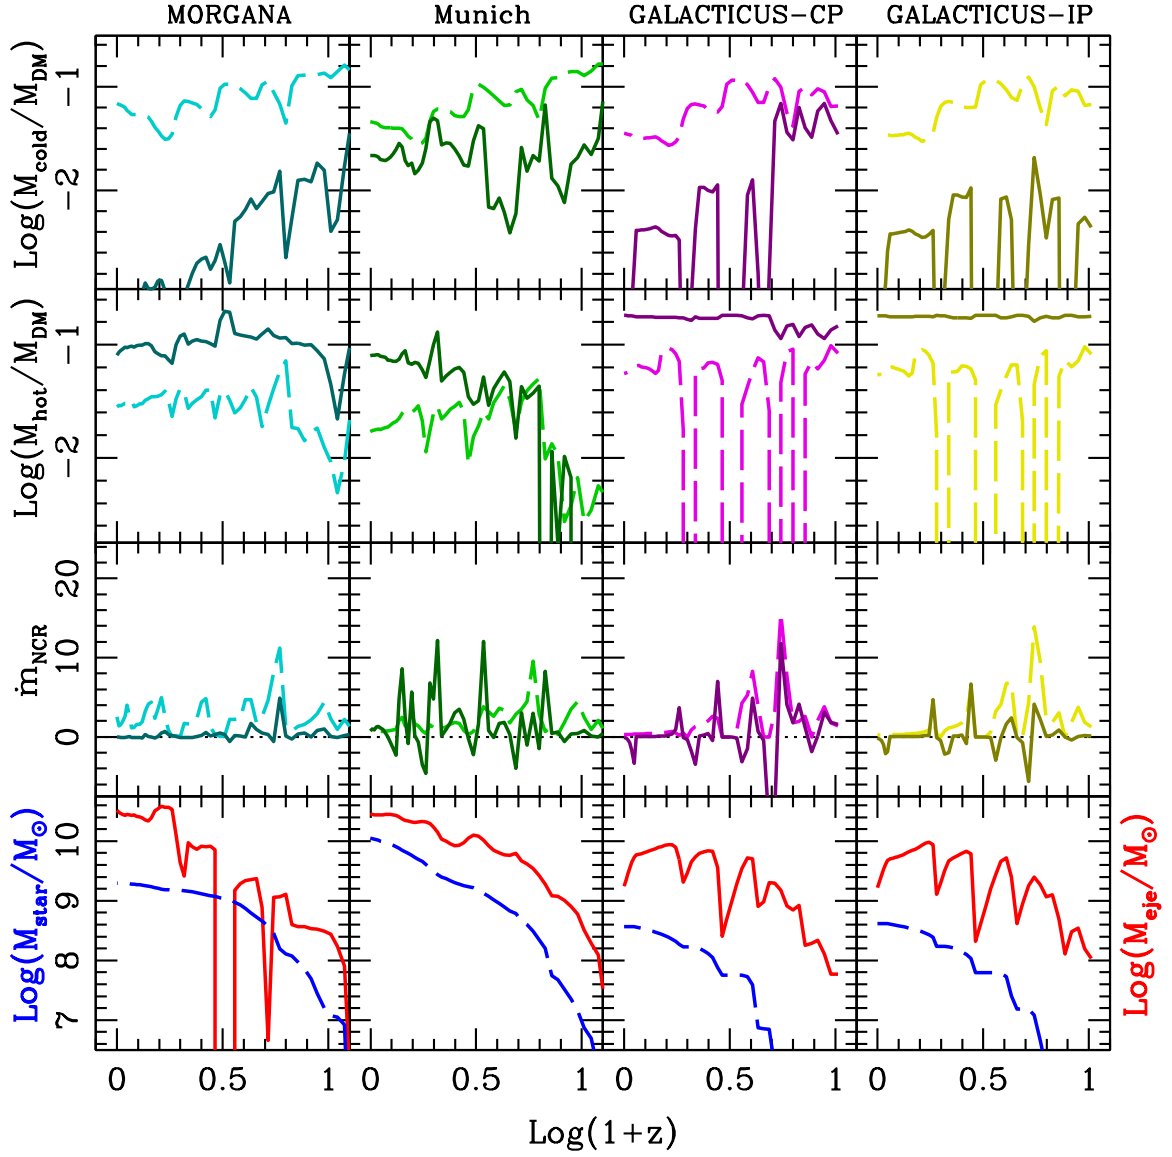 MORGANA Munich GALACTICUS-CP GALACTICUS-IP
Log(M_cold/M_DM)
-1
-2
Log(M_hot/M_DM)
-1
-2
ṁ_NCR
20
10
0
Log(M_star/M_⊙)
10
9
8
7
Log(M_eje/M_⊙)
0 0.5 1 0 0.5 1 0 0.5 1 0 0.5 1
Log(1+z)